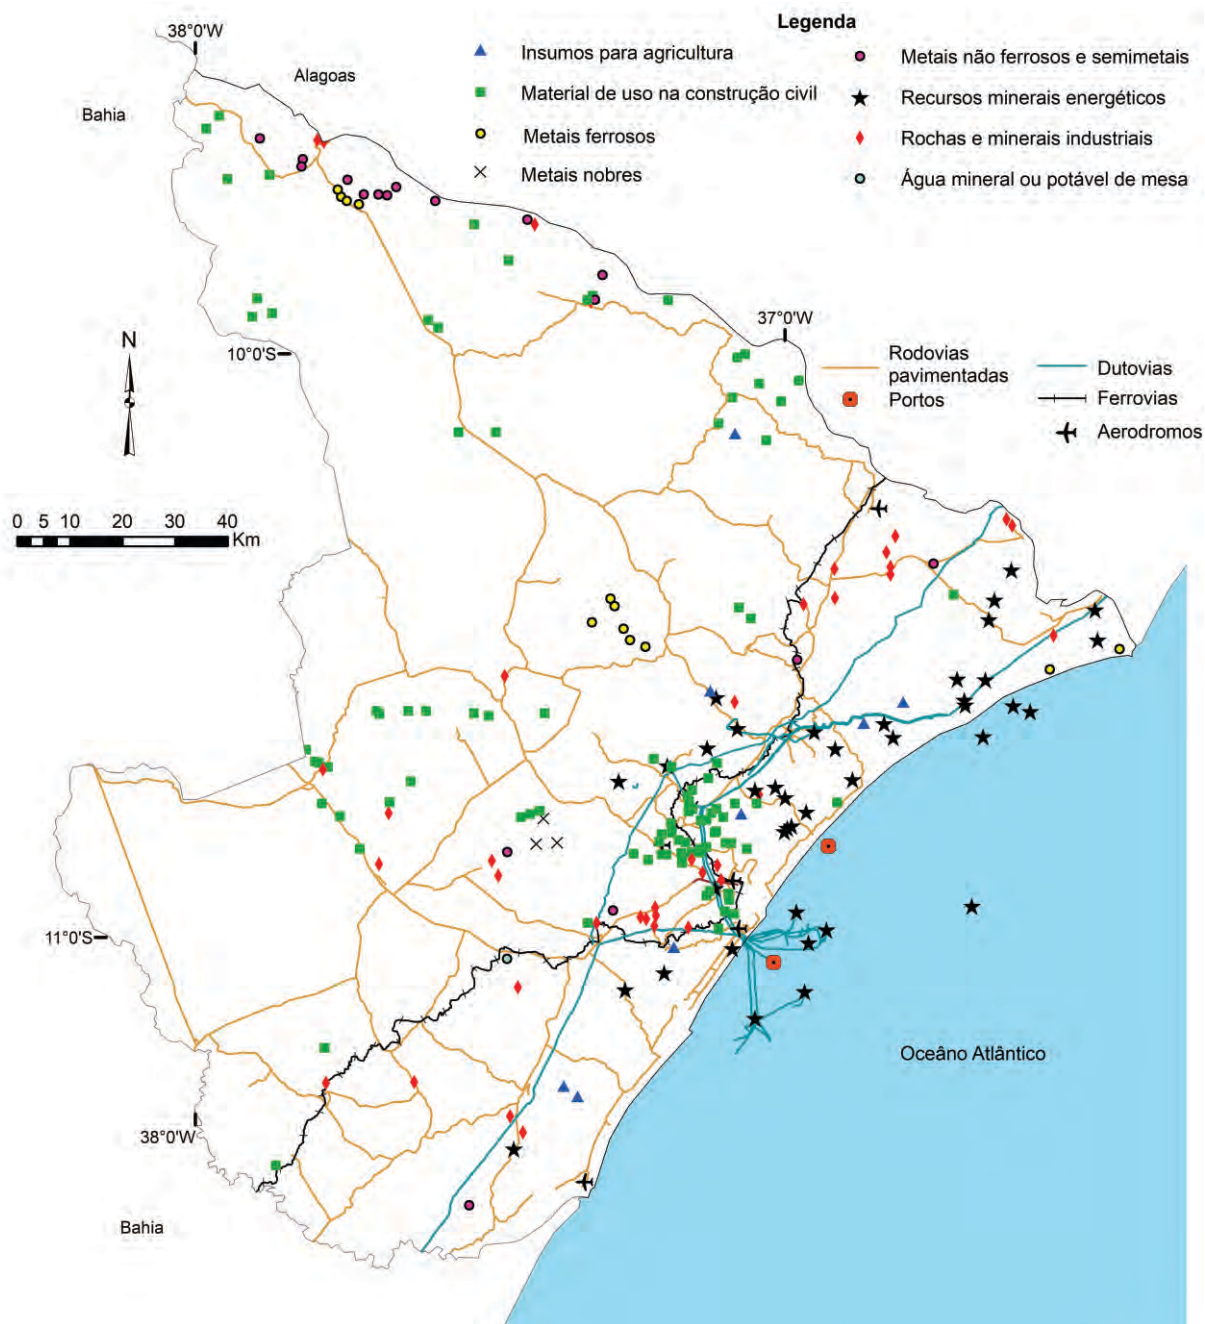 Legenda
38°0'W
Insumos para agricultura
Metais não ferrosos e semimetais
Alagoas
Material de uso na construção civil
Recursos minerais energéticos
Bahia
Metais ferrosos
Rochas e minerais industriais
Metais nobres
Água mineral ou potável de mesa
37°0'W
N
10°0'S
Rodovias
pavimentadas
Dutovias
Portos
Ferrovias
Aerodromos
0 5 10 20 30 40
Km
11°0'S
Oceâno Atlântico
38°0'W
Bahia